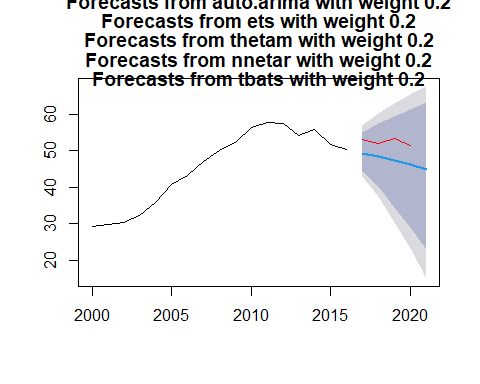 Forecasts from auto.arima with weight 0.2
Forecasts from ets with weight 0.2
Forecasts from thetam with weight 0.2
Forecasts from nnetar with weight 0.2
Forecasts from tbats with weight 0.2
60
50
40
30
20
2000 2005 2010 2015 2020